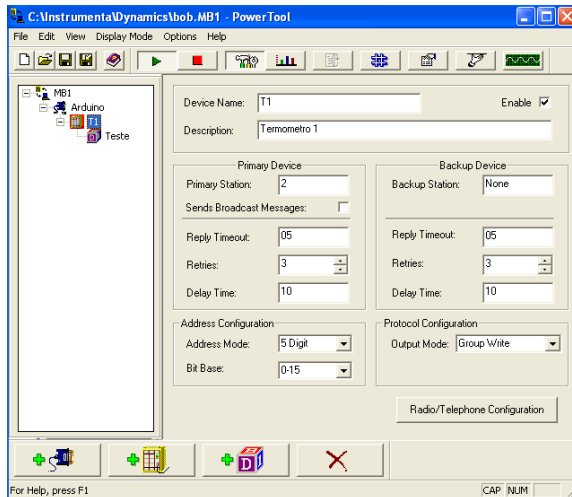 C:\Instrumenta\Dynamics\bob.MB1 - PowerTool
File Edit View Display Mode Options Help
MB1
Arduino
T1
Teste
Device Name: T1 Enable
Description: Termometro 1
Primary Device
Primary Station: 2
Sends Broadcast Messages:
Reply Timeout: 05
Retries: 3
Delay Time: 10
Backup Device
Backup Station: None
Reply Timeout: 05
Retries: 3
Delay Time: 10
Address Configuration
Address Mode: 5 Digit
Bit Base: 0-15
Protocol Configuration
Output Mode: Group Write
Radio/Telephone Configuration
D
For Help, press F1
CAP NUM